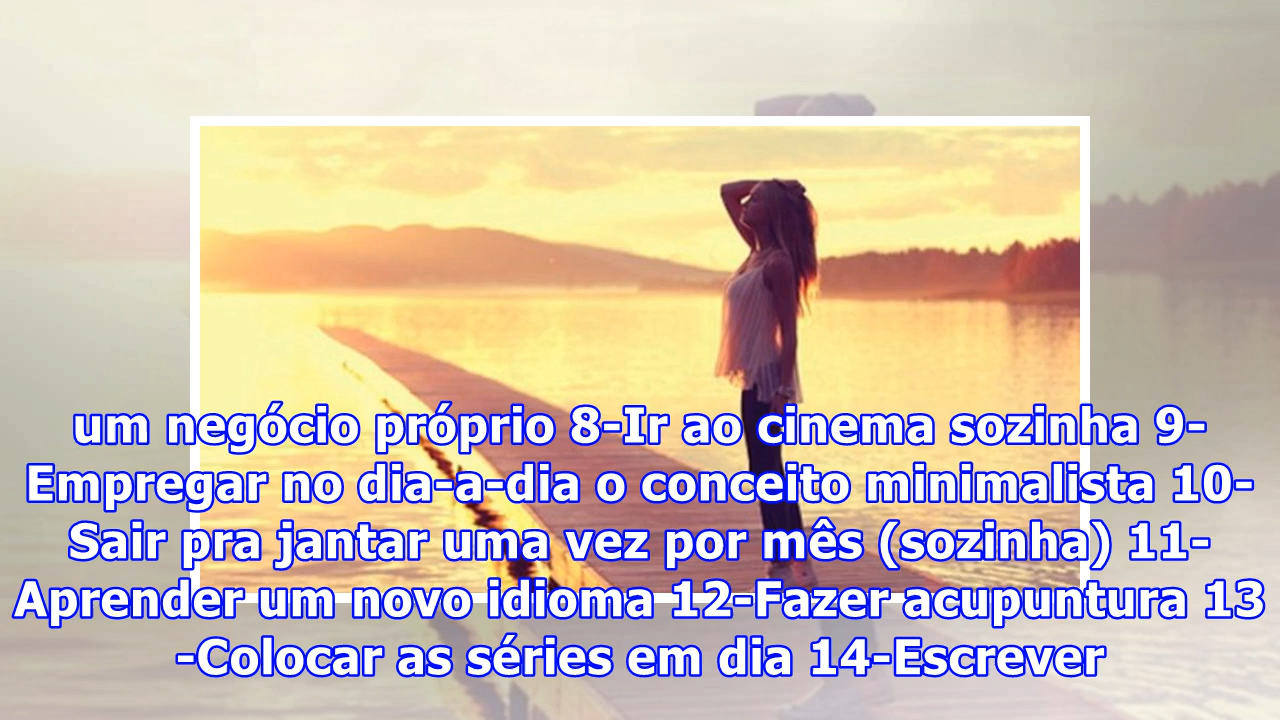 um negócio próprio 8-Ir ao cinema sozinha 9-
Empregar no dia-a-dia o conceito minimalista 10-
Sair pra jantar uma vez por mês (sozinha) 11-
Aprender um novo idioma 12-Fazer acupuntura 13
-Colocar as séries em dia 14-Escrever